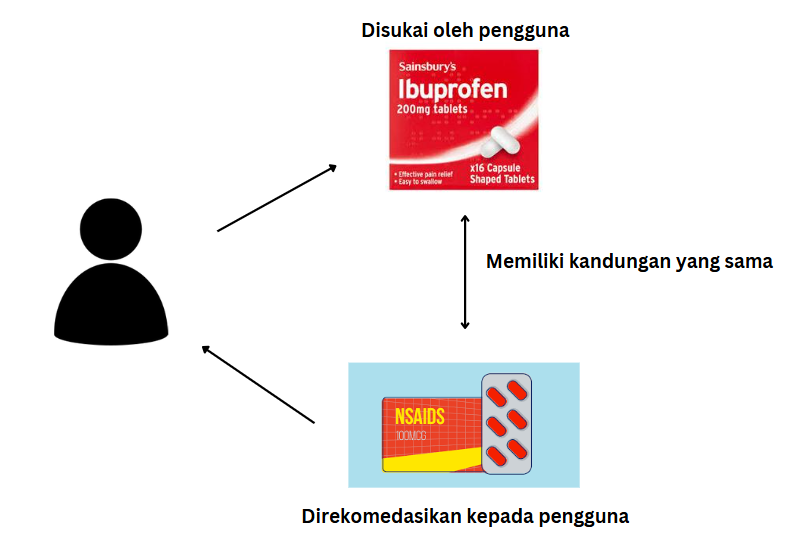 Disukai oleh pengguna
Sainsbury's
Ibuprofen
200mg tablets
• Effective pain relief
• Easy to swallow
x16 Capsule
Shaped Tablets
Memiliki kandungan yang sama
NSAIDS
100MCG
Direkomedasikan kepada pengguna